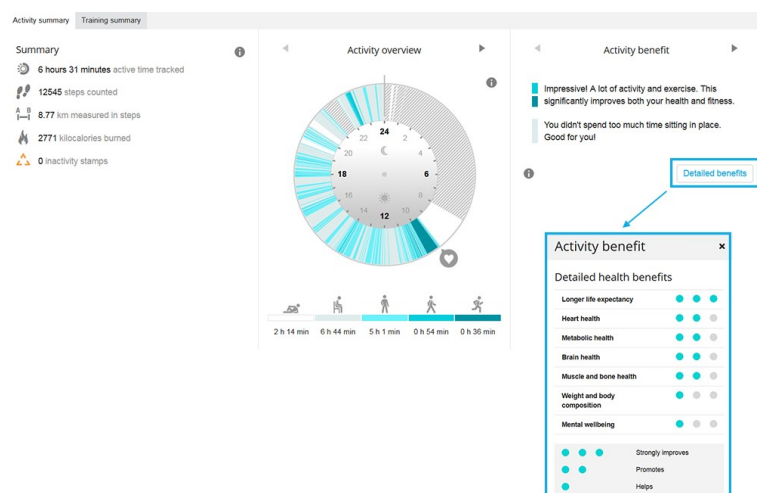 Activity summary
Training summary
Summary
6 hours 31 minutes active time tracked
12545 steps counted
A B
8.77 km measured in steps
2771 kilocalories burned
0 inactivity stamps
Activity overview
24
2
4
6
8
10
12
14
16
18
20
22
2 h 14 min
6 h 44 min
5 h 1 min
0 h 54 min
0 h 36 min
Activity benefit
Impressive! A lot of activity and exercise. This
significantly improves both your health and fitness.
You didn't spend too much time sitting in place.
Good for you!
Detailed benefits
Activity benefit
×
Detailed health benefits
Longer life expectancy
Heart health
Metabolic health
Brain health
Muscle and bone health
Weight and body
composition
Mental wellbeing
Strongly improves
Promotes
Helps